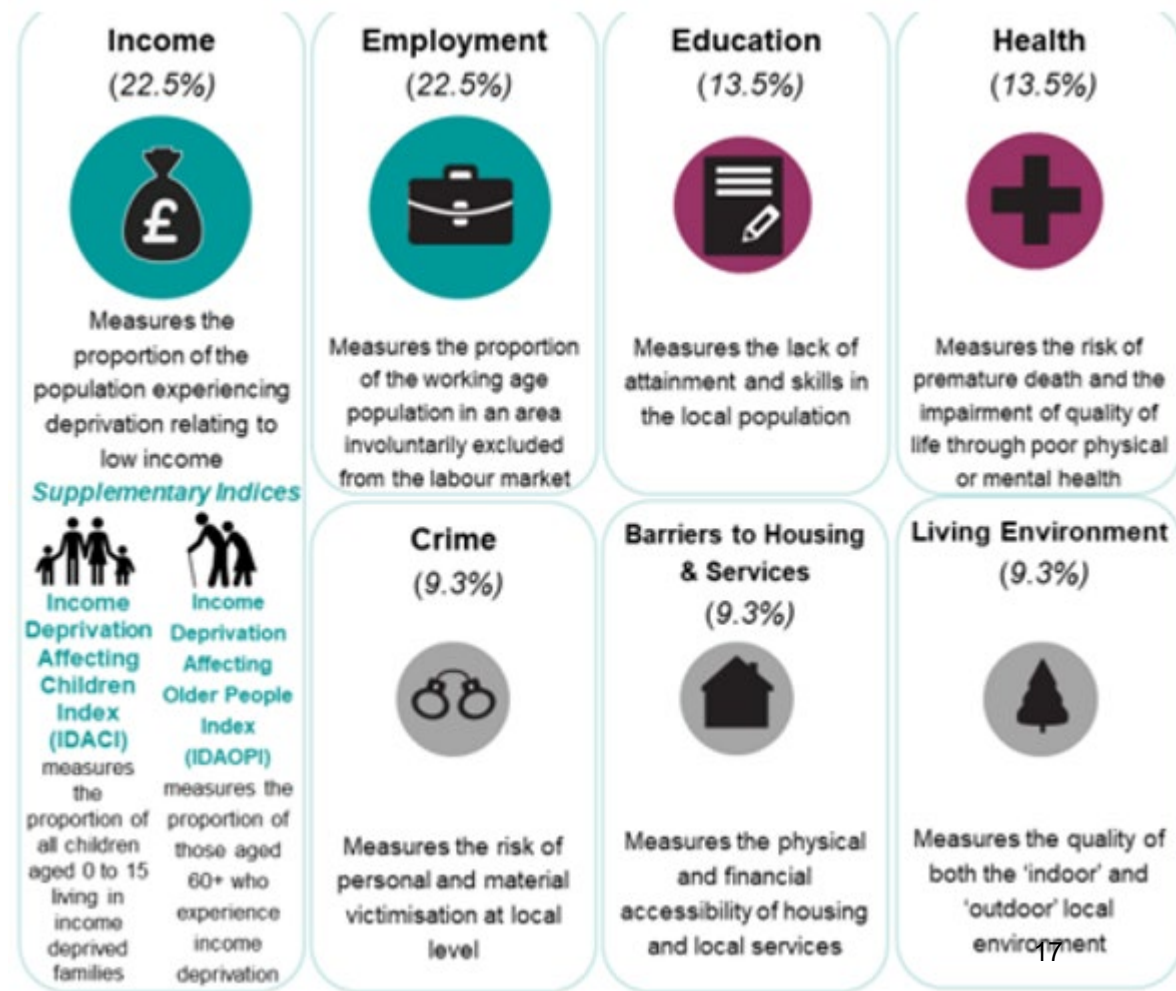 Income
(22.5%)
£
Measures the
proportion of the
population experiencing
deprivation relating to
low income
Supplementary Indices
Income
Deprivation
Affecting
Children
Index
(IDACI)
measures
the
proportion of
all children
aged 0 to 15
living in
income
deprived
families
Income
Deprivation
Affecting
Older People
Index
(IDAOPI)
measures the
proportion of
those aged
60+ who
experience
income
deprivation
Employment
(22.5%)
Measures the proportion
of the working age
population in an area
involuntarily excluded
from the labour market
Education
(13.5%)
Measures the lack of
attainment and skills in
the local population
Health
(13.5%)
Measures the risk of
premature death and the
impairment of quality of
life through poor physical
or mental health
Crime
(9.3%)
Measures the risk of
personal and material
victimisation at local
level
Barriers to Housing
& Services
(9.3%)
Measures the physical
and financial
accessibility of housing
and local services
Living Environment
(9.3%)
Measures the quality of
both the 'indoor' and
'outdoor' local
environment
17